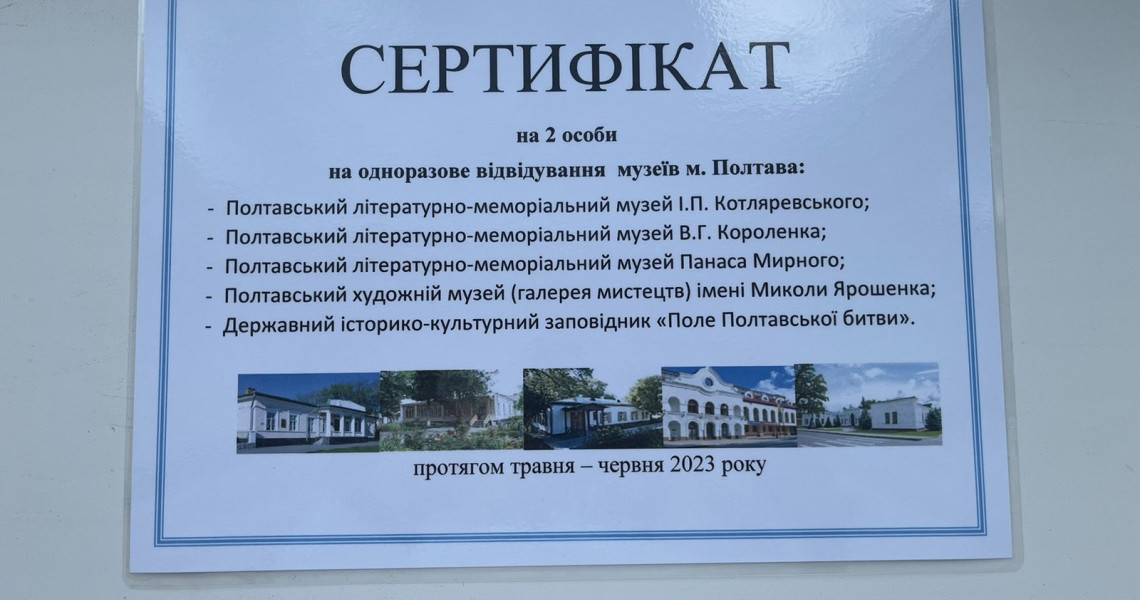 СЕРТИФІКАТ
на 2 особи
на одноразове відвідування музеїв м. Полтава:
- Полтавський літературно-меморіальний музей І.П. Котляревського;
- Полтавський літературно-меморіальний музей В.Г. Короленка;
- Полтавський літературно-меморіальний музей Панаса Мирного;
- Полтавський художній музей (галерея мистецтв) імені Миколи Ярошенка;
- Державний історико-культурний заповідник «Поле Полтавської битви».
протягом травня – червня 2023 року